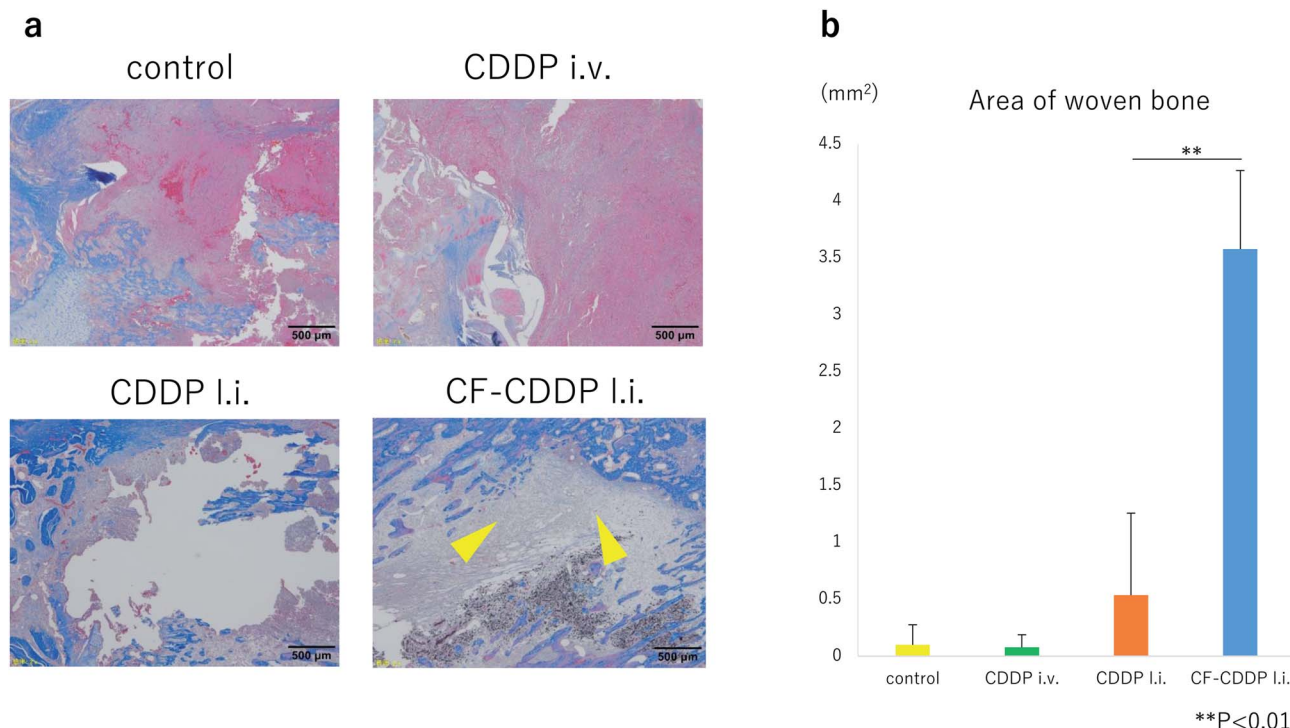 a
control
CDDP i.v.
500 μm
500 μm
CDDP l.i.
CF-CDDP l.i.
500 μm
500 μm
b
(mm²)
Area of woven bone
4.5
4
3.5
3
2.5
2
1.5
1
0.5
0
**
control
CDDP i.v.
CDDP l.i.
CF-CDDP l.i.
**P<0.01